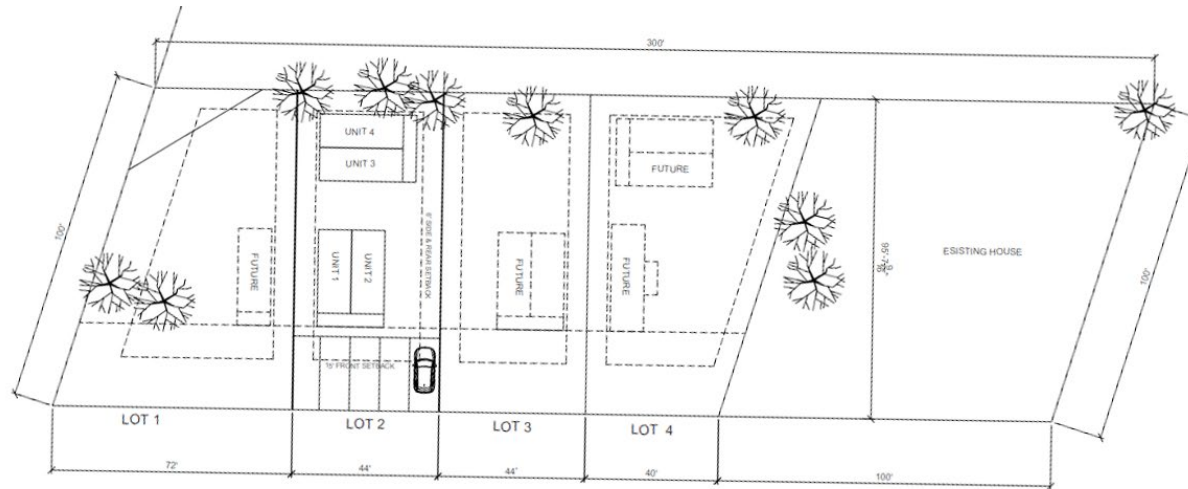 300'
100'
UNIT 4
UNIT 3
FUTURE
FUTURE
UNIT 1
UNIT 2
6' SIDE & REAR SETBACK
FUTURE
FUTURE
ESISTING HOUSE
100'
15' FRONT SETBACK
LOT 1
LOT 2
LOT 3
LOT 4
72'
44'
44'
40'
100'